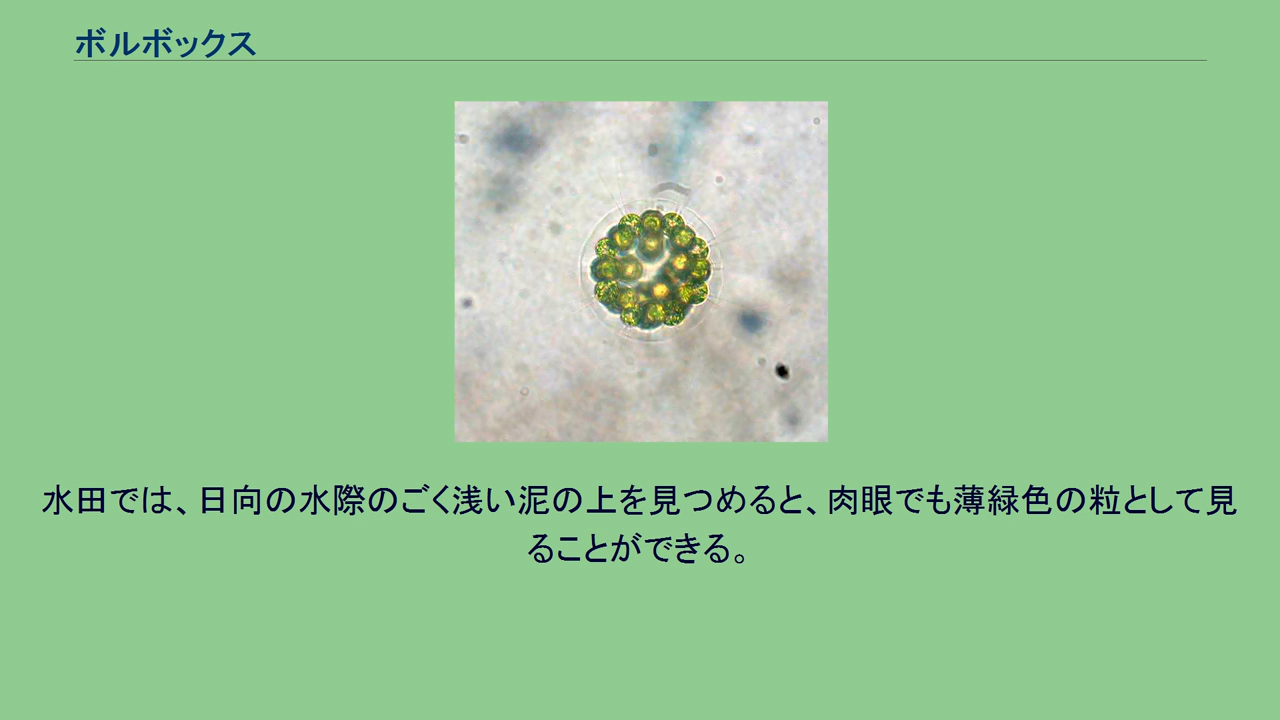 ボルボックス
水田では、日向の水際のごく浅い泥の上を見つめると、肉眼でも薄緑色の粒として見
ることができる。